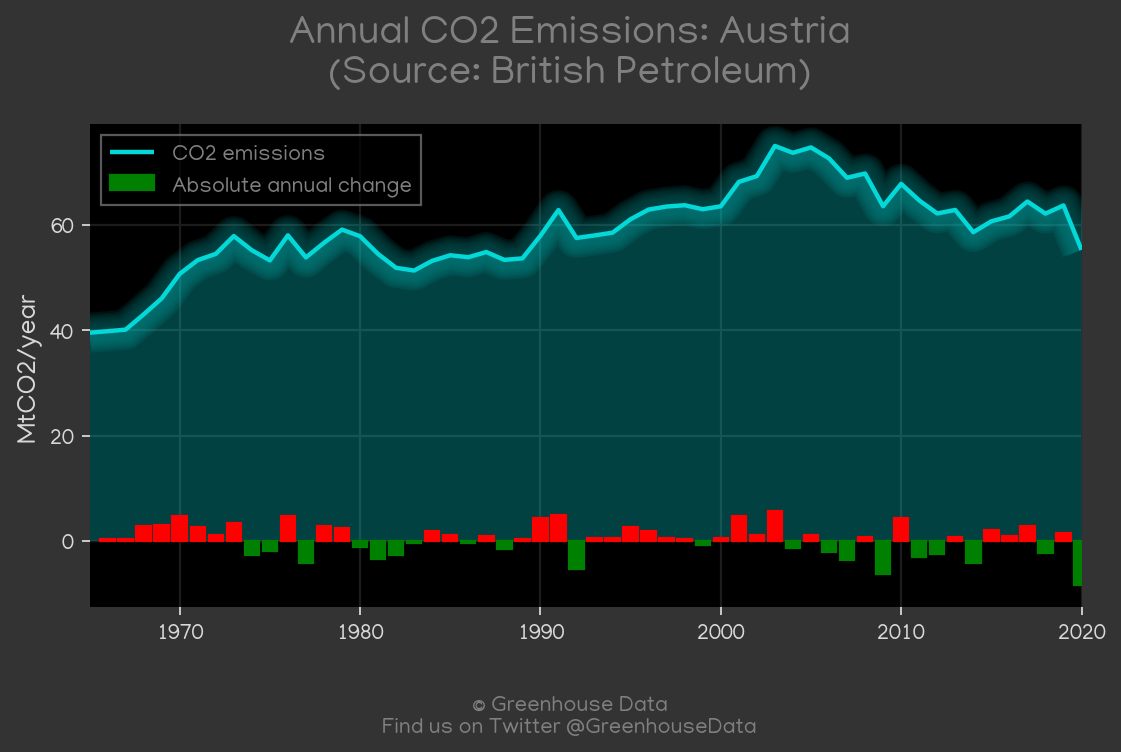 Annual CO2 Emissions: Austria
(Source: British Petroleum)
CO2 emissions
Absolute annual change
MtCO2/year
60
40
20
0
1970 1980 1990 2000 2010 2020
© Greenhouse Data
Find us on Twitter @GreenhouseData